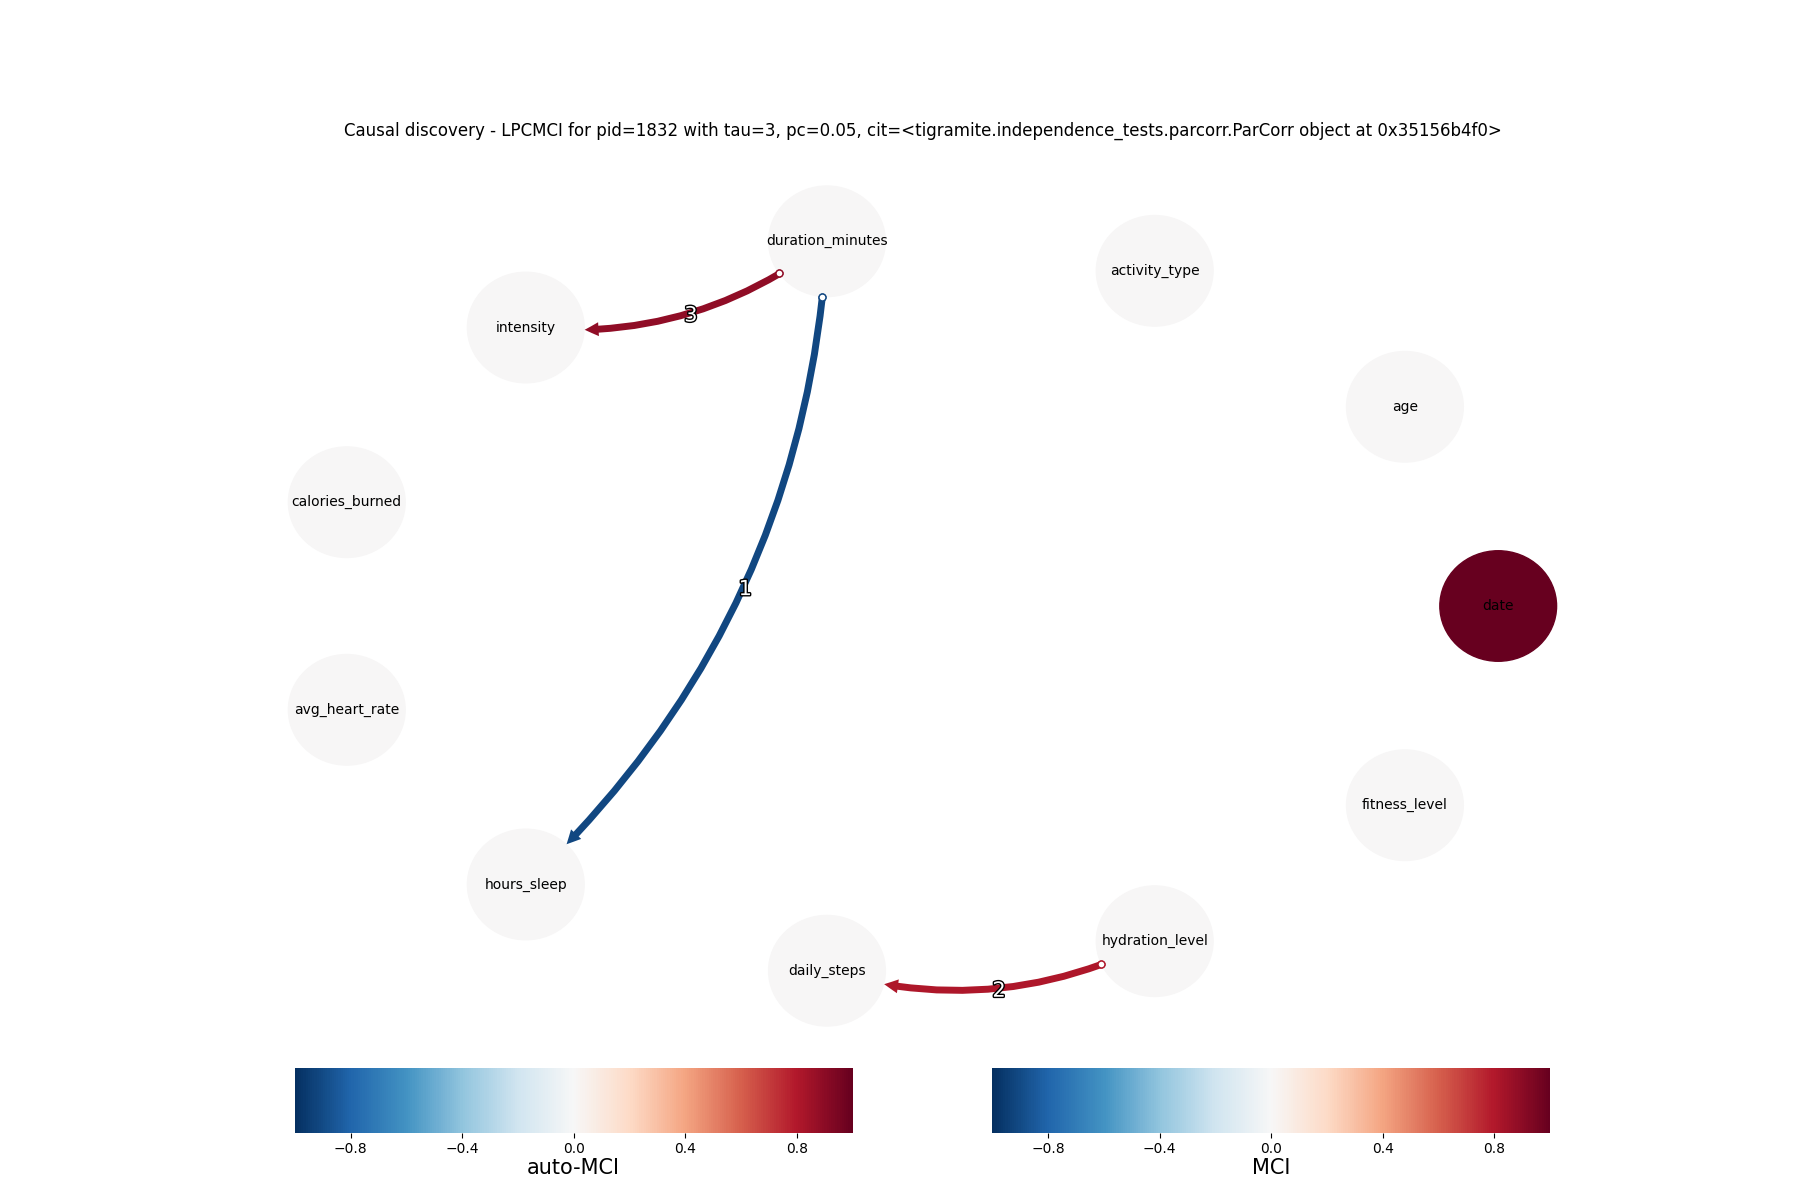 Causal discovery - LPCMCI for pid=1832 with tau=3, pc=0.05, cit=<tigramite.independence_tests.parcorr.ParCorr object at 0x35156b4f0>
duration_minutes
activity_type
intensity
3
age
calories_burned
1
date
avg_heart_rate
fitness_level
hours_sleep
hydration_level
daily_steps
2
−0.8 −0.4 0.0 0.4 0.8
auto-MCI
−0.8 −0.4 0.0 0.4 0.8
MCI